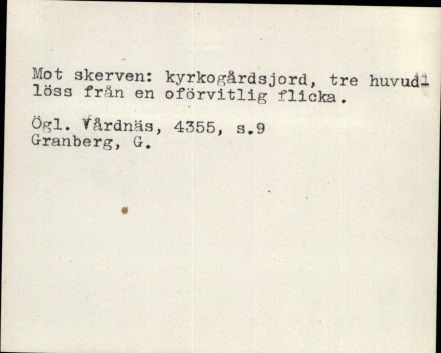 Mot skerven: kyrkogårdsjord, tre huvud-
löss från en oförvitlig flicka.
Ögl. Vårdnäs, 4355, s.9
Granberg, G.